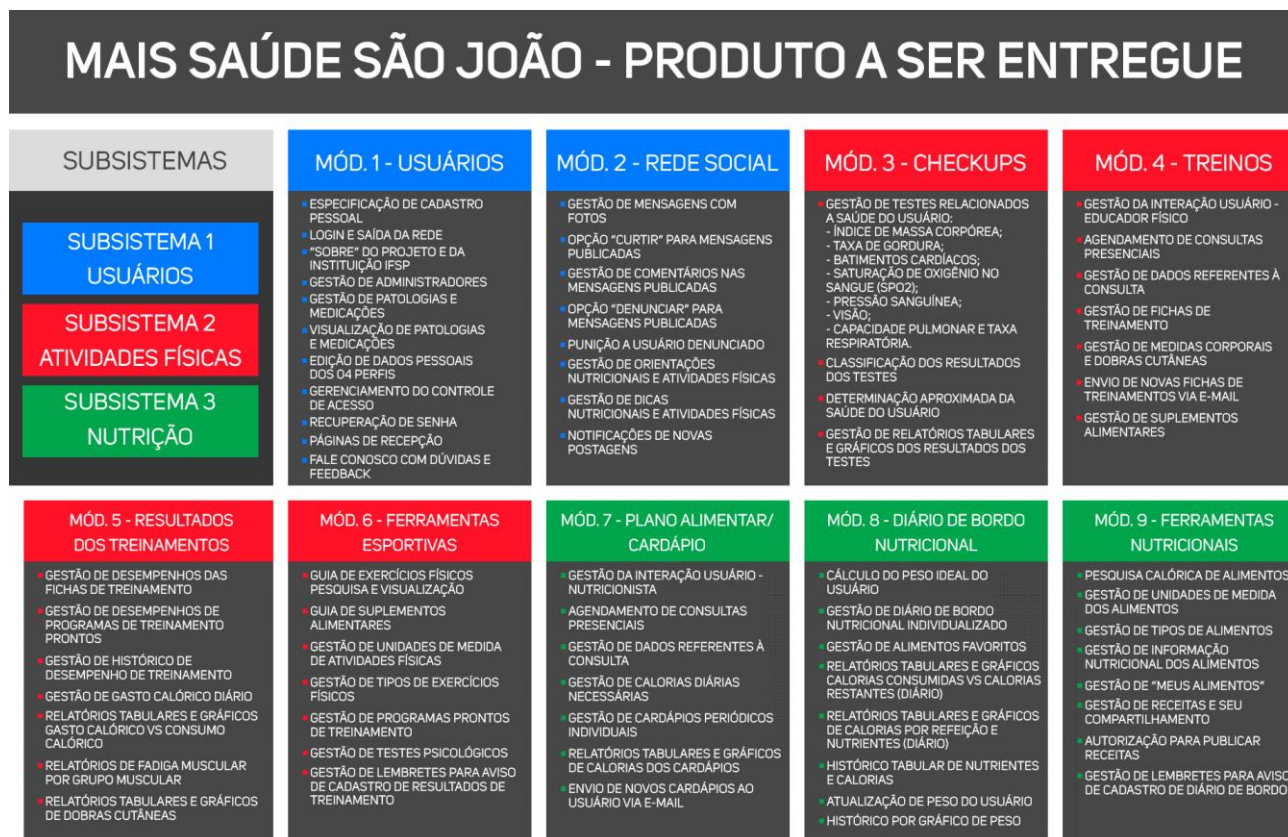 MAIS SAÚDE SÃO JOÃO - PRODUTO A SER ENTREGUE
SUBSISTEMAS
SUBSISTEMA 1
USUÁRIOS
SUBSISTEMA 2
ATIVIDADES FÍSICAS
SUBSISTEMA 3
NUTRIÇÃO
MÓD. 1 - USUÁRIOS
ESPECIFICAÇÃO DE CADASTRO
PESSOAL
LOGIN E SAÍDA DA REDE
"SOBRE" DO PROJETO E DA
INSTITUIÇÃO IFSP
GESTÃO DE ADMINISTRADORES
GESTÃO DE PATOLOGIAS E
MEDICAÇÕES
VISUALIZAÇÃO DE PATOLOGIAS
E MEDICAÇÕES
EDIÇÃO DE DADOS PESSOAIS
DOS 04 PERFIS
GERENCIAMENTO DO CONTROLE
DE ACESSO
RECUPERAÇÃO DE SENHA
PÁGINAS DE RECEPÇÃO
FALE CONOSCO COM DÚVIDAS E
FEEDBACK
MÓD. 2 - REDE SOCIAL
GESTÃO DE MENSAGENS COM
FOTOS
OPÇÃO "CURTIR" PARA MENSAGENS
PUBLICADAS
GESTÃO DE COMENTÁRIOS NAS
MENSAGENS PUBLICADAS
OPÇÃO "DENUNCIAR" PARA
MENSAGENS PUBLICADAS
PUNIÇÃO A USUÁRIO DENUNCIADO
GESTÃO DE ORIENTAÇÕES
NUTRICIONAIS E ATIVIDADES FÍSICAS
GESTÃO DE DICAS
NUTRICIONAIS E ATIVIDADES FÍSICAS
NOTIFICAÇÕES DE NOVAS
POSTAGENS
MÓD. 3 - CHECKUPS
GESTÃO DE TESTES RELACIONADOS
A SAÚDE DO USUÁRIO:
- ÍNDICE DE MASSA CORPÓREA;
- TAXA DE GORDURA;
- BATIMENTOS CARDÍACOS;
- SATURAÇÃO DE OXIGÊNIO NO
SANGUE (SPO2);
- PRESSÃO SANGUÍNEA;
- VISÃO;
- CAPACIDADE PULMONAR E TAXA
RESPIRATÓRIA.
CLASSIFICAÇÃO DOS RESULTADOS
DOS TESTES
DETERMINAÇÃO APROXIMADA DA
SAÚDE DO USUÁRIO
GESTÃO DE RELATÓRIOS TABULARES
E GRÁFICOS DOS RESULTADOS DOS
TESTES
MÓD. 4 - TREINOS
GESTÃO DA INTERAÇÃO USUÁRIO -
EDUCADOR FÍSICO
AGENDAMENTO DE CONSULTAS
PRESENCIAIS
GESTÃO DE DADOS REFERENTES À
CONSULTA
GESTÃO DE FICHAS DE
TREINAMENTO
GESTÃO DE MEDIDAS CORPORAIS
E DOBRAS CUTÂNEAS
ENVIO DE NOVAS FICHAS DE
TREINAMENTOS VIA E-MAIL
GESTÃO DE SUPLEMENTOS
ALIMENTARES
MÓD. 5 - RESULTADOS
DOS TREINAMENTOS
GESTÃO DE DESEMPENHOS DAS
FICHAS DE TREINAMENTO
GESTÃO DE DESEMPENHOS DE
PROGRAMAS DE TREINAMENTO
PRONTOS
GESTÃO DE HISTÓRICO DE
DESEMPENHO DE TREINAMENTO
GESTÃO DE GASTO CALÓRICO DIÁRIO
RELATÓRIOS TABULARES E GRÁFICOS
GASTO CALÓRICO VS CONSUMO
CALÓRICO
RELATÓRIOS DE FADIGA MUSCULAR
POR GRUPO MUSCULAR
RELATÓRIOS TABULARES E GRÁFICOS
DE DOBRAS CUTÂNEAS
MÓD. 6 - FERRAMENTAS
ESPORTIVAS
GUIA DE EXERCÍCIOS FÍSICOS
PESQUISA E VISUALIZAÇÃO
GUIA DE SUPLEMENTOS
ALIMENTARES
GESTÃO DE UNIDADES DE MEDIDA
DE ATIVIDADES FÍSICAS
GESTÃO DE TIPOS DE EXERCÍCIOS
FÍSICOS
GESTÃO DE PROGRAMAS PRONTOS
DE TREINAMENTO
GESTÃO DE TESTES PSICOLÓGICOS
GESTÃO DE LEMBRETES PARA AVISO
DE CADASTRO DE RESULTADOS DE
TREINAMENTO
MÓD. 7 - PLANO ALIMENTAR/
CARDÁPIO
GESTÃO DA INTERAÇÃO USUÁRIO -
NUTRICIONISTA
AGENDAMENTO DE CONSULTAS
PRESENCIAIS
GESTÃO DE DADOS REFERENTES À
CONSULTA
GESTÃO DE CALORIAS DIÁRIAS
NECESSÁRIAS
GESTÃO DE CARDÁPIOS PERIÓDICOS
INDIVIDUAIS
RELATÓRIOS TABULARES E GRÁFICOS
DE CALORIAS DOS CARDÁPIOS
ENVIO DE NOVOS CARDÁPIOS AO
USUÁRIO VIA E-MAIL
MÓD. 8 - DIÁRIO DE BORDO
NUTRICIONAL
CÁLCULO DO PESO IDEAL DO
USUÁRIO
GESTÃO DE DIÁRIO DE BORDO
NUTRICIONAL INDIVIDUALIZADO
GESTÃO DE ALIMENTOS FAVORITOS
RELATÓRIOS TABULARES E GRÁFICOS
CALORIAS CONSUMIDAS VS CALORIAS
RESTANTES (DIÁRIO)
RELATÓRIOS TABULARES E GRÁFICOS
DE CALORIAS POR REFEIÇÃO E
NUTRIENTES (DIÁRIO)
HISTÓRICO TABULAR DE NUTRIENTES
E CALORIAS
ATUALIZAÇÃO DE PESO DO USUÁRIO
HISTÓRICO POR GRÁFICO DE PESO
MÓD. 9 - FERRAMENTAS
NUTRICIONAIS
PESQUISA CALÓRICA DE ALIMENTOS
GESTÃO DE UNIDADES DE MEDIDA
DOS ALIMENTOS
GESTÃO DE TIPOS DE ALIMENTOS
GESTÃO DE INFORMAÇÃO
NUTRICIONAL DOS ALIMENTOS
GESTÃO DE "MEUS ALIMENTOS"
GESTÃO DE RECEITAS E SEU
COMPARTILHAMENTO
AUTORIZAÇÃO PARA PUBLICAR
RECEITAS
GESTÃO DE LEMBRETES PARA AVISO
DE CADASTRO DE DIÁRIO DE BORDO